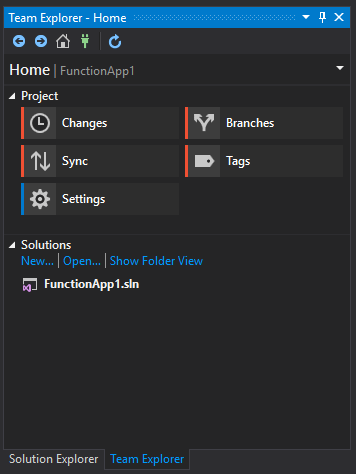 Team Explorer - Home
Home | FunctionApp1
Project
Changes
Branches
Sync
Tags
Settings
Solutions
New... | Open... | Show Folder View
FunctionApp1.sln
Solution Explorer Team Explorer